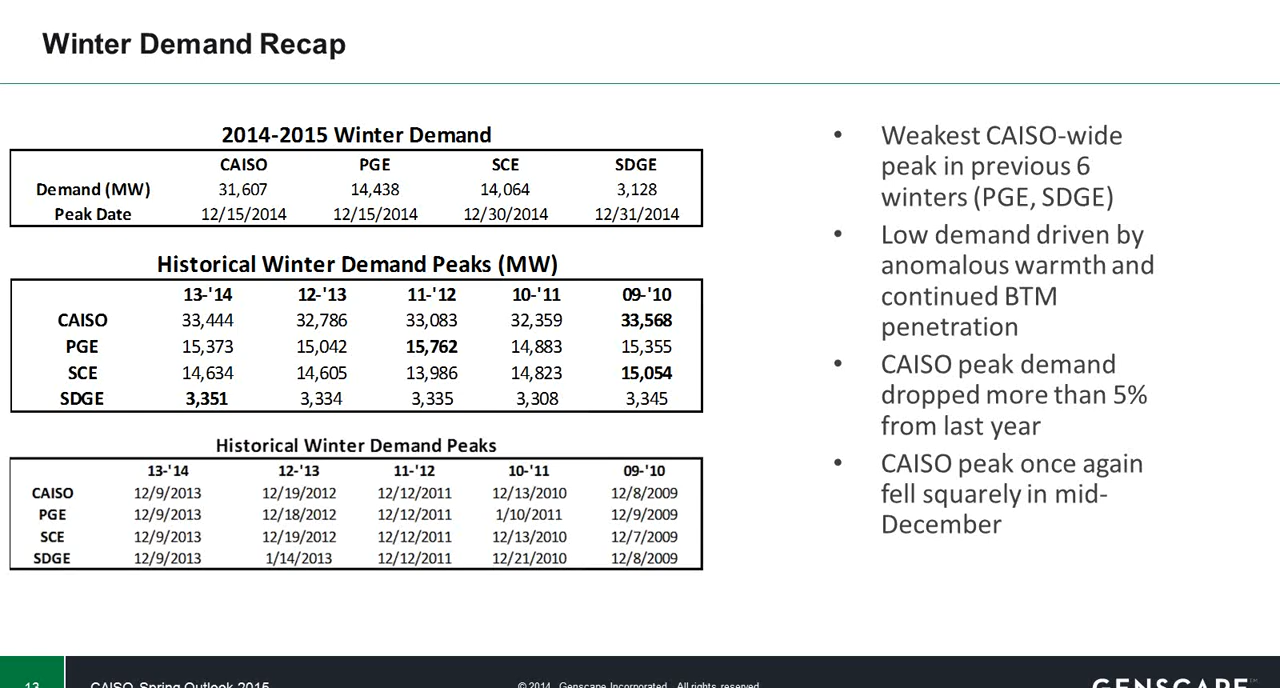 Winter Demand Recap
2014-2015 Winter Demand
CAISO PGE SCE SDGE
Demand (MW) 31,607 14,438 14,064 3,128
Peak Date 12/15/2014 12/15/2014 12/30/2014 12/31/2014
Historical Winter Demand Peaks (MW)
13-'14 12-'13 11-'12 10-'11 09-'10
CAISO 33,444 32,786 33,083 32,359 33,568
PGE 15,373 15,042 15,762 14,883 15,355
SCE 14,634 14,605 13,986 14,823 15,054
SDGE 3,351 3,334 3,335 3,308 3,345
Historical Winter Demand Peaks
13-'14 12-'13 11-'12 10-'11 09-'10
CAISO 12/9/2013 12/19/2012 12/12/2011 12/13/2010 12/8/2009
PGE 12/9/2013 12/18/2012 12/12/2011 1/10/2011 12/9/2009
SCE 12/9/2013 12/19/2012 12/12/2011 12/13/2010 12/7/2009
SDGE 12/9/2013 1/14/2013 12/12/2011 12/21/2010 12/8/2009
• Weakest CAISO-wide
peak in previous 6
winters (PGE, SDGE)
• Low demand driven by
anomalous warmth and
continued BTM
penetration
• CAISO peak demand
dropped more than 5%
from last year
• CAISO peak once again
fell squarely in mid-
December
13 CAISO Spring Outlook 2015 © 2014 Genscape Incorporated All rights reserved GENSCAPE™